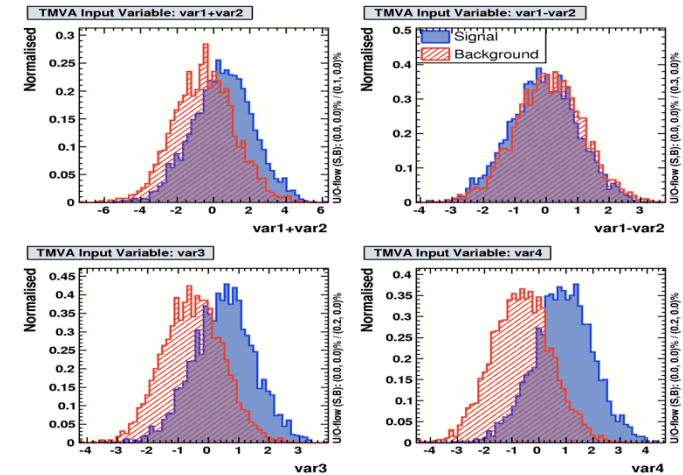 TMVA Input Variable: var1+var2
Normalised
0.3
0.25
0.2
0.15
0.1
0.05
0
-6 -4 -2 0 2 4 6
var1+var2
U/O-flow (S,B): (0.0, 0.0)% / (0.1, 0.0)%
TMVA Input Variable: var1-var2
Signal
Background
Normalised
0.5
0.4
0.3
0.2
0.1
0
-4 -3 -2 -1 0 1 2 3
var1-var2
U/O-flow (S,B): (0.0, 0.0)% / (0.3, 0.0)%
TMVA Input Variable: var3
Normalised
0.45
0.4
0.35
0.3
0.25
0.2
0.15
0.1
0.05
0
-4 -3 -2 -1 0 1 2 3
var3
U/O-flow (S,B): (0.0, 0.0)% / (0.2, 0.0)%
TMVA Input Variable: var4
Normalised
0.4
0.35
0.3
0.25
0.2
0.15
0.1
0.05
0
-4 -3 -2 -1 0 1 2 3 4
var4
U/O-flow (S,B): (0.0, 0.0)% / (0.2, 0.0)%